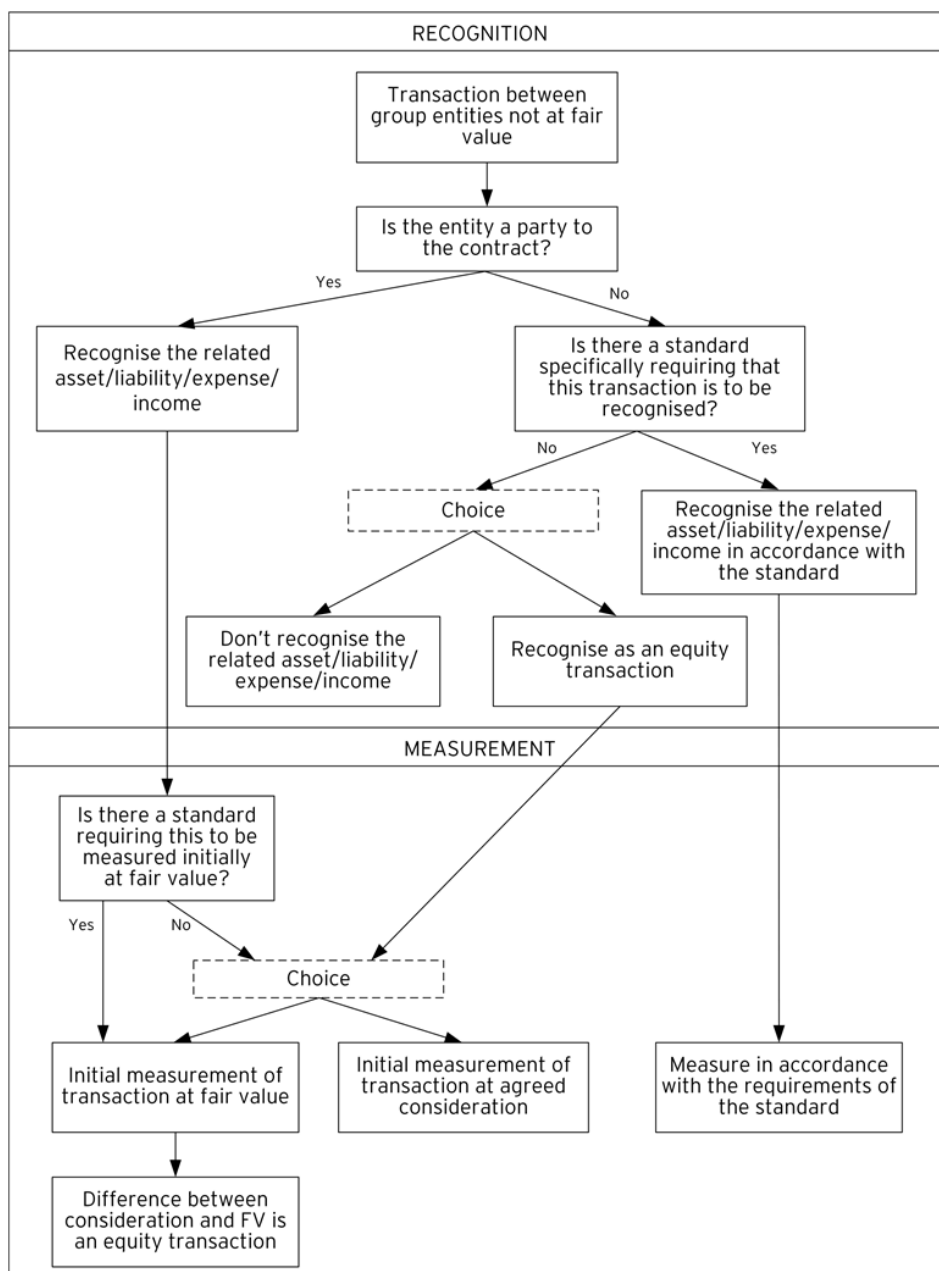 RECOGNITION
Transaction between
group entities not at fair
value
Is the entity a party to
the contract?
Yes
No
Recognise the related
asset/liability/expense/
income
Is there a standard
specifically requiring that
this transaction is to be
recognised?
No
Yes
Choice
Recognise the related
asset/liability/expense/
income in accordance with
the standard
Don't recognise the
related asset/liability/
expense/income
Recognise as an equity
transaction
MEASUREMENT
Is there a standard
requiring this to be
measured initially
at fair value?
Yes
No
Choice
Initial measurement of
transaction at fair value
Initial measurement of
transaction at agreed
consideration
Measure in accordance
with the requirements of
the standard
Difference between
consideration and FV is
an equity transaction